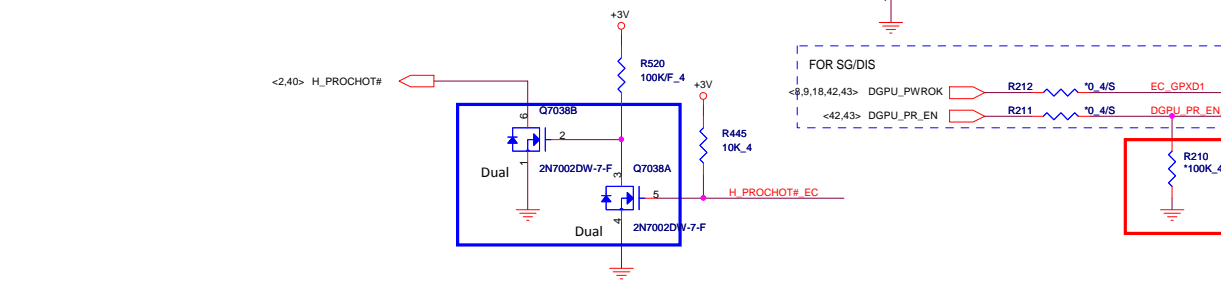 +3V
R520
100K/F_4
+3V
FOR SG/DIS
<2,40> H_PROCHOT#
<8,9,18,42,43> DGPU_PWROK
R212
*0_4/S
EC_GPXD1
<42,43> DGPU_PR_EN
R211
*0_4/S
DGPU_PR_EN
Q7038B
6
2
1
R445
10K_4
Dual
2N7002DW-7-F
Q7038A
3
5
4
H_PROCHOT#_EC
R210
*100K_4
Dual
2N7002DW-7-F